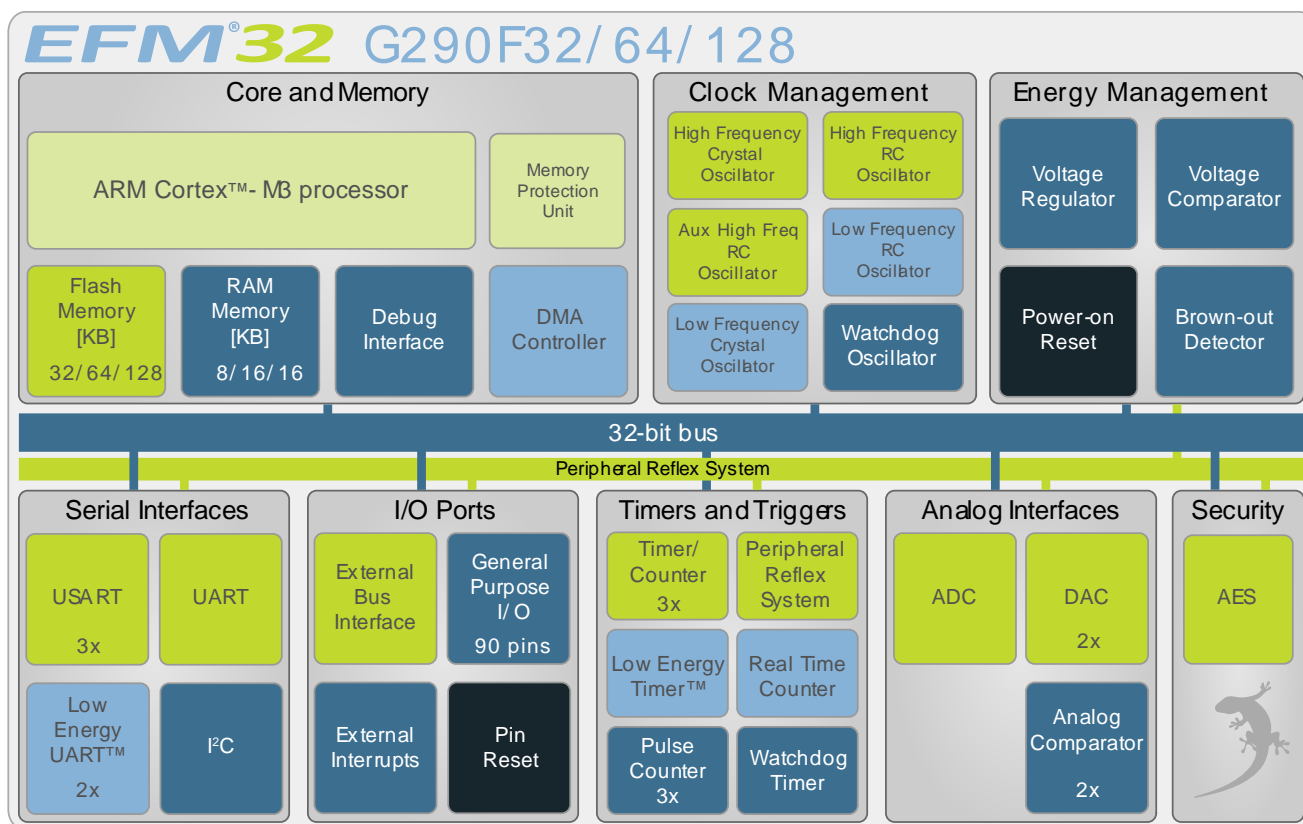 EFM®32 G290F32/64/128
Core and Memory
ARM Cortex™-M3 processor
Memory
Protection
Unit
Flash
Memory
[KB]
32/64/128
RAM
Memory
[KB]
8/16/16
Debug
Interface
DMA
Controller
Clock Management
High Frequency
Crystal
Oscillator
High Frequency
RC
Oscillator
Aux High Freq
RC
Oscillator
Low Frequency
RC
Oscillator
Low Frequency
Crystal
Oscillator
Watchdog
Oscillator
Energy Management
Voltage
Regulator
Voltage
Comparator
Power-on
Reset
Brown-out
Detector
32-bit bus
Peripheral Reflex System
Serial Interfaces
USART
3x
UART
Low
Energy
UART™
2x
I²C
I/O Ports
External
Bus
Interface
General
Purpose
I/O
90 pins
External
Interrupts
Pin
Reset
Timers and Triggers
Timer/
Counter
3x
Peripheral
Reflex
System
Low Energy
Timer™
Real Time
Counter
Pulse
Counter
3x
Watchdog
Timer
Analog Interfaces
ADC
DAC
2x
Analog
Comparator
2x
Security
AES